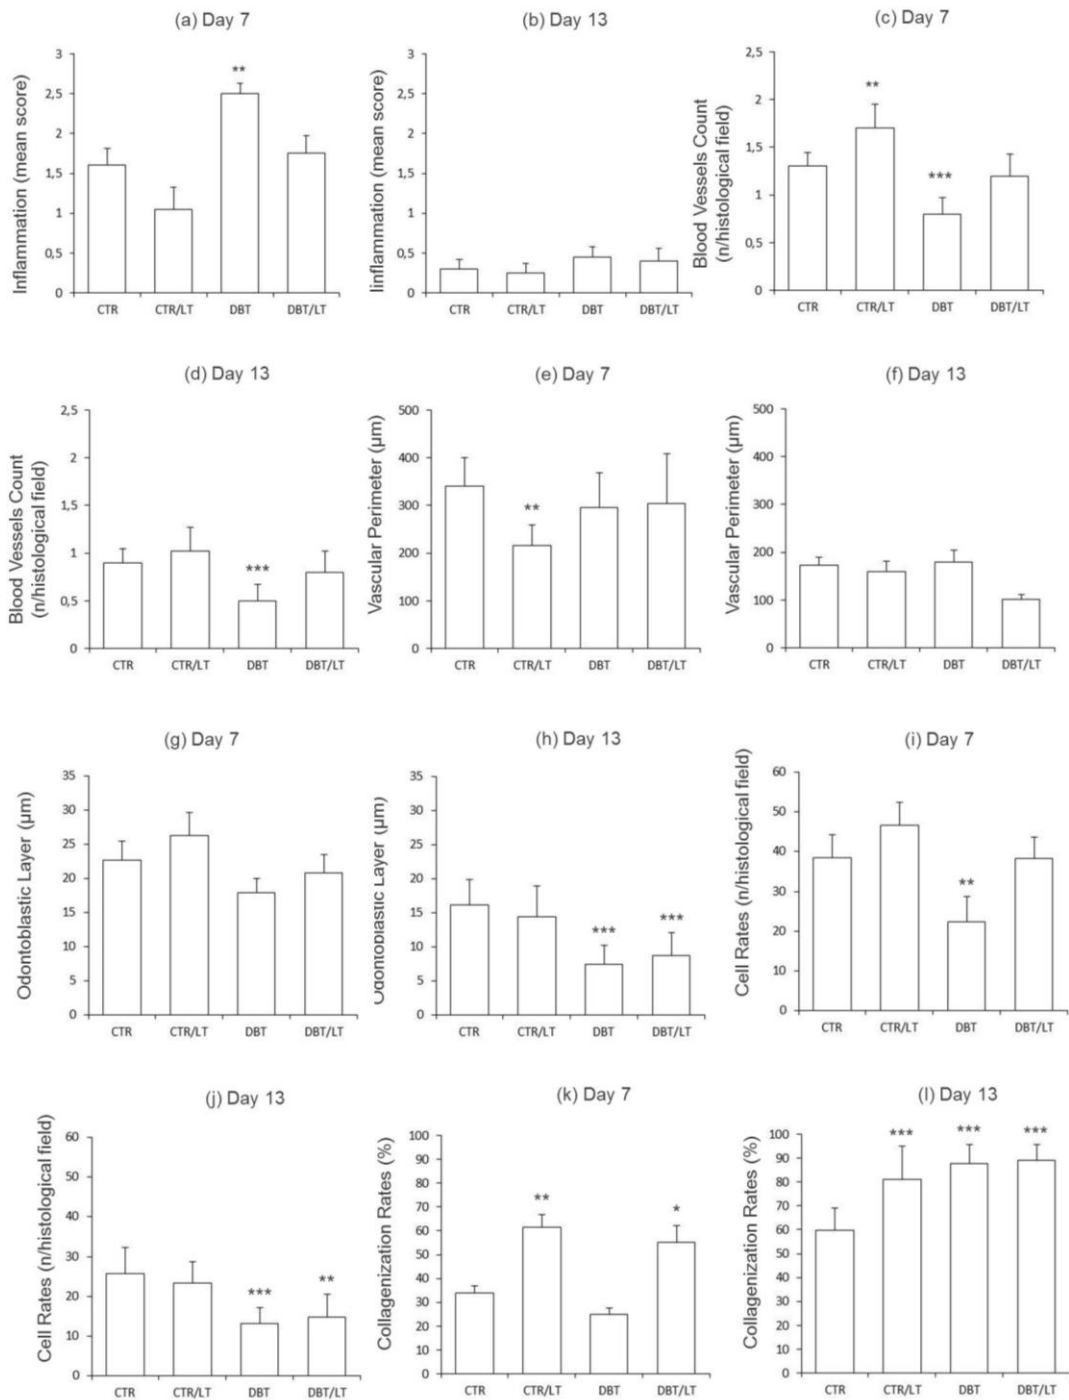 (a) Day 7
Inflammation (mean score)
3
2,5
2
1,5
1
0,5
0
**
CTR CTR/LT DBT DBT/LT
(b) Day 13
Iinflammation (mean score)
3
2,5
2
1,5
1
0,5
0
CTR CTR/LT DBT DBT/LT
(c) Day 7
Blood Vessels Count
(n/histological field)
2,5
2
1,5
1
0,5
0
**
***
CTR CTR/LT DBT DBT/LT
(d) Day 13
Blood Vessels Count
(n/histological field)
2,5
2
1,5
1
0,5
0
***
CTR CTR/LT DBT DBT/LT
(e) Day 7
Vascular Perimeter (µm)
500
400
300
200
100
0
**
CTR CTR/LT DBT DBT/LT
(f) Day 13
Vascular Perimeter (µm)
500
400
300
200
100
0
CTR CTR/LT DBT DBT/LT
(g) Day 7
Odontoblastic Layer (µm)
35
30
25
20
15
10
5
0
CTR CTR/LT DBT DBT/LT
(h) Day 13
Odontoblastic Layer (µm)
35
30
25
20
15
10
5
0
***
***
CTR CTR/LT DBT DBT/LT
(i) Day 7
Cell Rates (n/histological field)
60
50
40
30
20
10
0
**
CTR CTR/LT DBT DBT/LT
(j) Day 13
Cell Rates (n/histological field)
60
50
40
30
20
10
0
***
**
CTR CTR/LT DBT DBT/LT
(k) Day 7
Collagenization Rates (%)
100
90
80
70
60
50
40
30
20
10
0
**
*
CTR CTR/LT DBT DBT/LT
(l) Day 13
Collagenization Rates (%)
100
90
80
70
60
50
40
30
20
10
0
***
***
***
CTR CTR/LT DBT DBT/LT